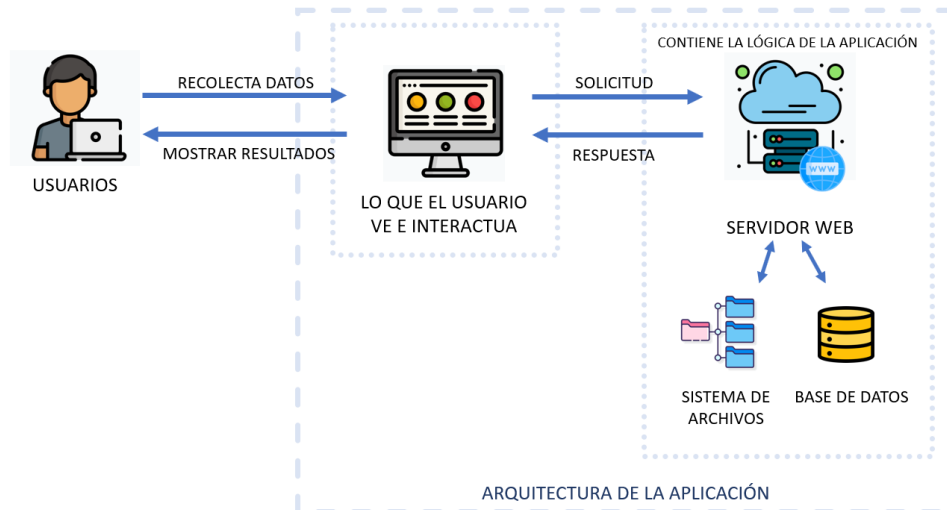 CONTIENE LA LÓGICA DE LA APLICACIÓN
RECOLECTA DATOS
MOSTRAR RESULTADOS
USUARIOS
LO QUE EL USUARIO
VE E INTERACTUA
SOLICITUD
RESPUESTA
WWW
SERVIDOR WEB
SISTEMA DE
ARCHIVOS
BASE DE DATOS
ARQUITECTURA DE LA APLICACIÓN